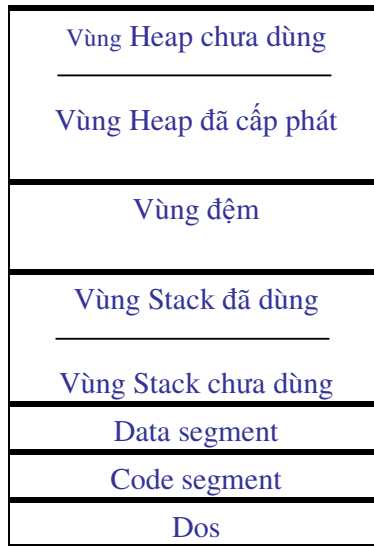 Vùng Heap chưa dùng
Vùng Heap đã cấp phát
Vùng đệm
Vùng Stack đã dùng
Vùng Stack chưa dùng
Data segment
Code segment
Dos